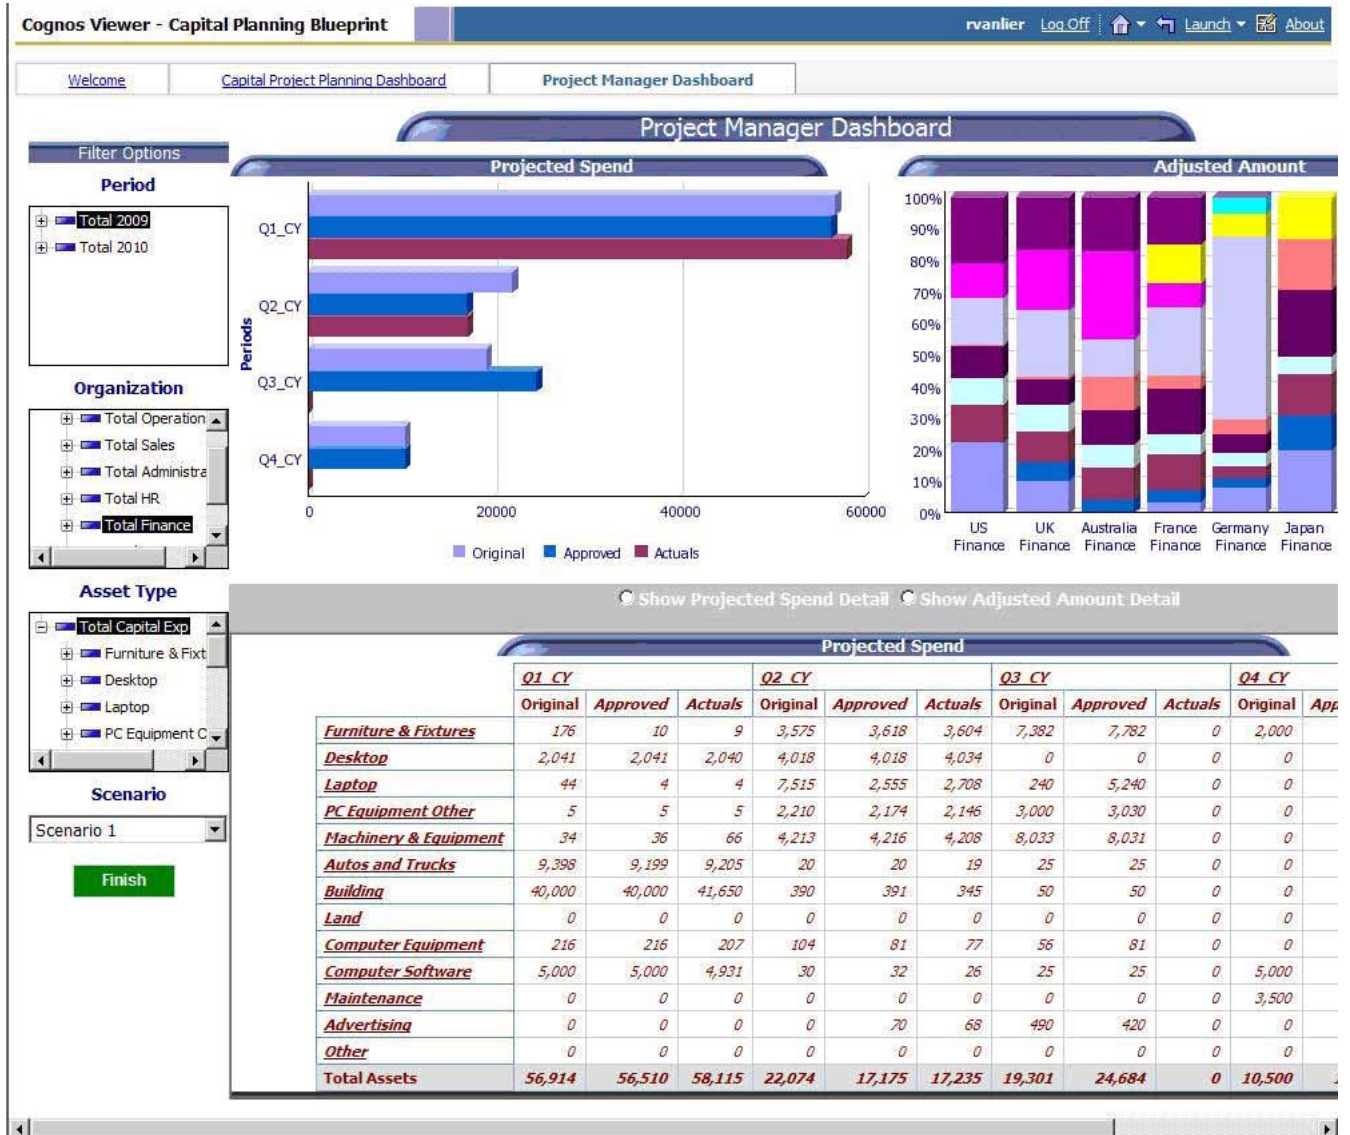 Cognos Viewer - Capital Planning Blueprint
rvanlier Log Off Launch About
Welcome Capital Project Planning Dashboard Project Manager Dashboard
Project Manager Dashboard
Filter Options
Period
Total 2009
Total 2010
Organization
Total Operation
Total Sales
Total Administra
Total HR
Total Finance
Asset Type
Total Capital Exp
Furniture & Fixt
Desktop
Laptop
PC Equipment C
Scenario
Scenario 1
Finish
Projected Spend
Periods
Q1_CY
Q2_CY
Q3_CY
Q4_CY
0 20000 40000 60000
Original Approved Actuals
Adjusted Amount
100%
90%
80%
70%
60%
50%
40%
30%
20%
10%
0%
US Finance
UK Finance
Australia Finance
France Finance
Germany Finance
Japan Finance
Show Projected Spend Detail Show Adjusted Amount Detail
Projected Spend
Q1_CY Q2_CY Q3_CY Q4_CY
Original Approved Actuals Original Approved Actuals Original Approved Actuals Original App
Furniture & Fixtures 176 10 9 3,575 3,618 3,604 7,382 7,782 0 2,000
Desktop 2,041 2,041 2,040 4,018 4,018 4,034 0 0 0 0
Laptop 44 4 4 7,515 2,555 2,708 240 5,240 0 0
PC Equipment Other 5 5 5 2,210 2,174 2,146 3,000 3,030 0 0
Machinery & Equipment 34 36 66 4,213 4,216 4,208 8,033 8,031 0 0
Autos and Trucks 9,398 9,199 9,205 20 20 19 25 25 0 0
Building 40,000 40,000 41,650 390 391 345 50 50 0 0
Land 0 0 0 0 0 0 0 0 0 0
Computer Equipment 216 216 207 104 81 77 56 81 0 0
Computer Software 5,000 5,000 4,931 30 32 26 25 25 0 5,000
Maintenance 0 0 0 0 0 0 0 0 0 3,500
Advertising 0 0 0 0 70 68 490 420 0 0
Other 0 0 0 0 0 0 0 0 0 0
Total Assets 56,914 56,510 58,115 22,074 17,175 17,235 19,301 24,684 0 10,500